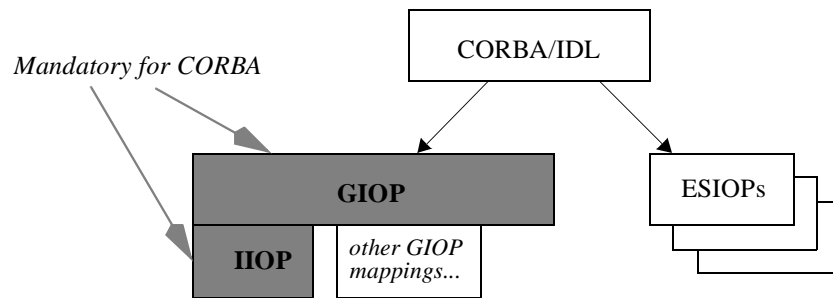 CORBA/IDL
Mandatory for CORBA
GIOP
ESIOPs
IIOP
other GIOP
mappings...